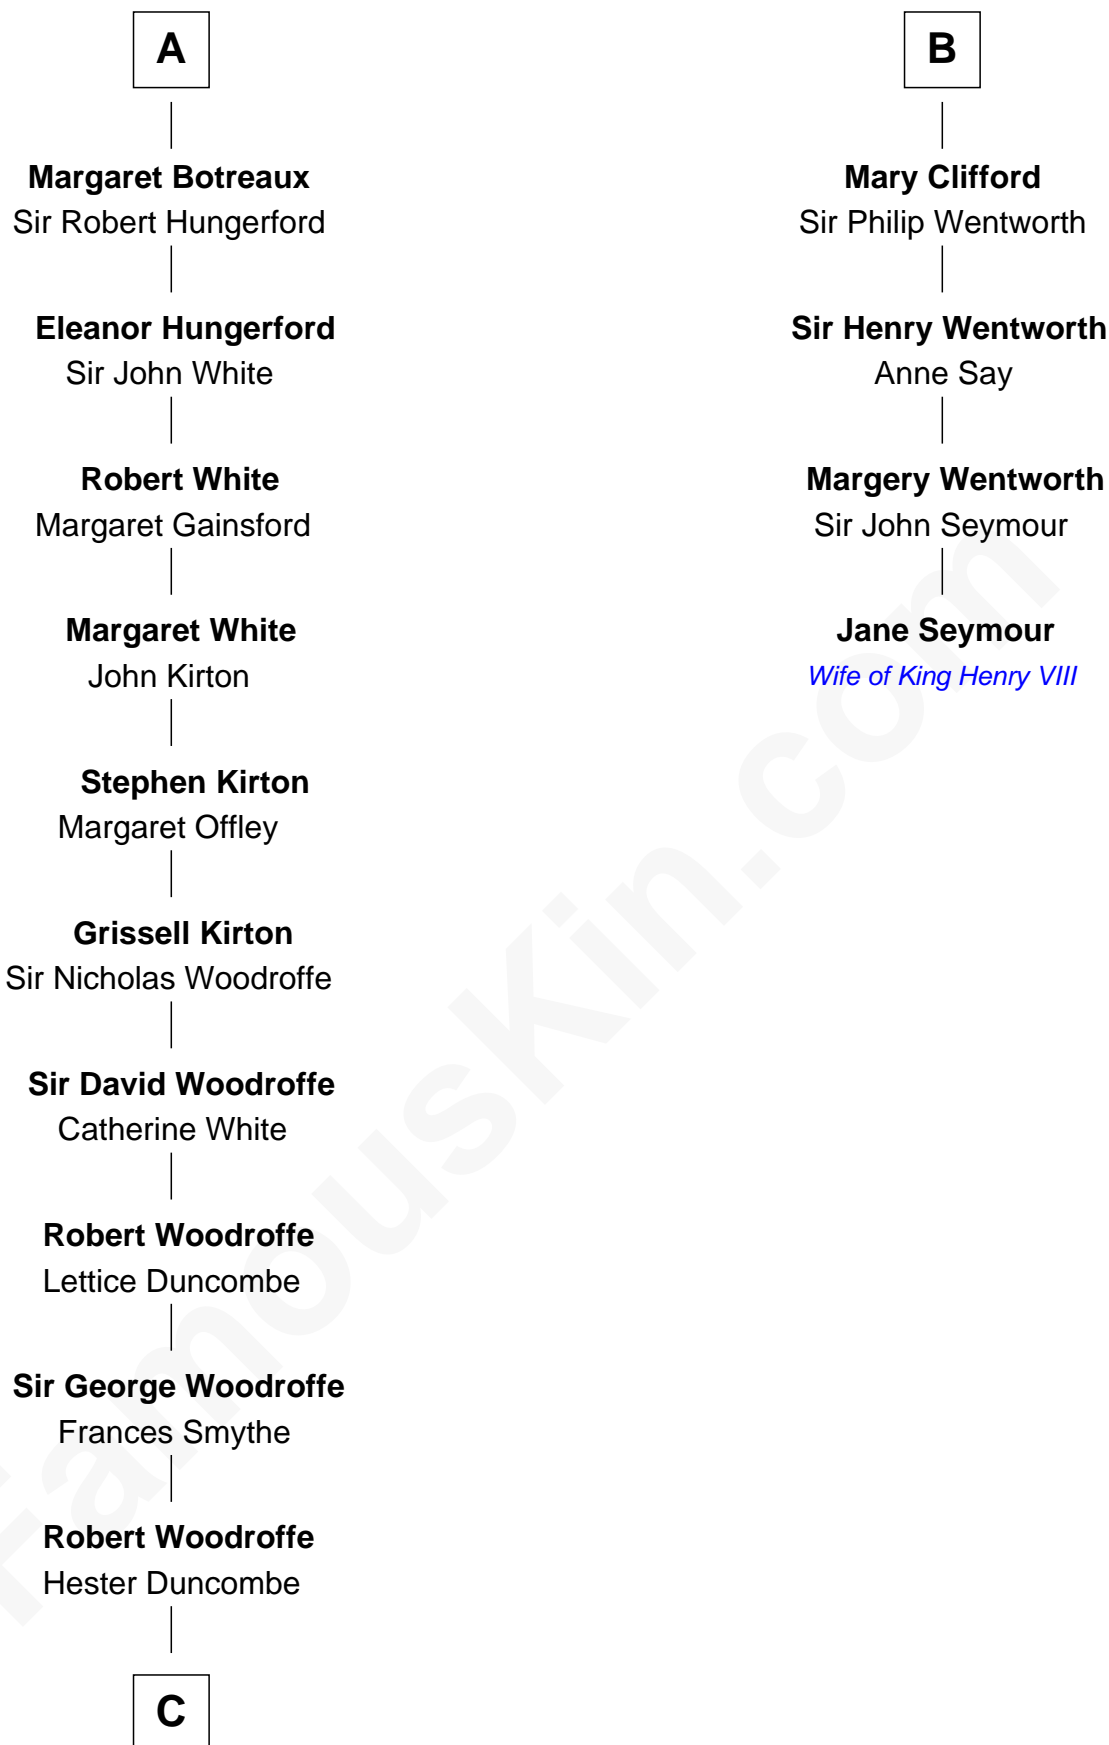 A
Margaret Botreaux
Sir Robert Hungerford
Eleanor Hungerford
Sir John White
Robert White
Margaret Gainsford
Margaret White
John Kirton
Stephen Kirton
Margaret Offley
Grissell Kirton
Sir Nicholas Woodroffe
Sir David Woodroffe
Catherine White
Robert Woodroffe
Lettice Duncombe
Sir George Woodroffe
Frances Smythe
Robert Woodroffe
Hester Duncombe
C
B
Mary Clifford
Sir Philip Wentworth
Sir Henry Wentworth
Anne Say
Margery Wentworth
Sir John Seymour
Jane Seymour
Wife of King Henry VIII
FamousKin.com